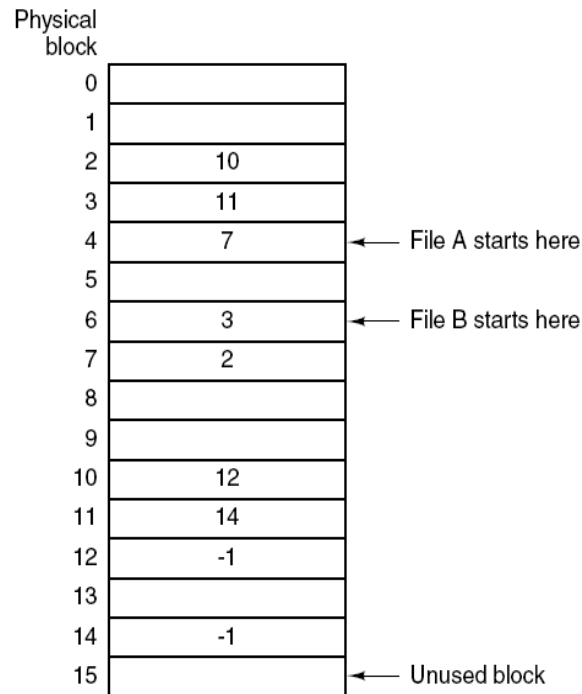 Physical
block
0
1
2 10
3 11
4 7 File A starts here
5
6 3 File B starts here
7 2
8
9
10 12
11 14
12 -1
13
14 -1
15 Unused block